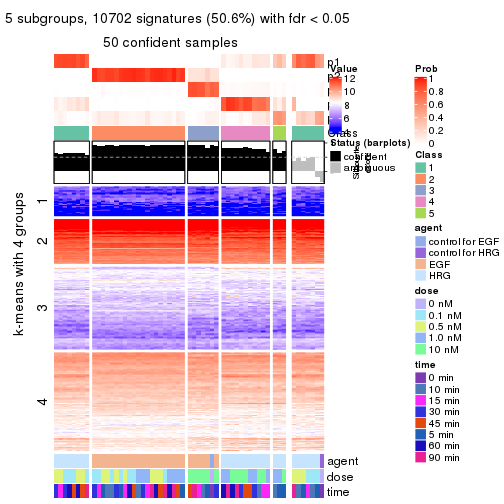 5 subgroups, 10702 signatures (50.6%) with fdr < 0.05
50 confident samples
p1
Value
12
10
8
6
Prob
1
0.8
0.6
0.4
0.2
0
Class
Status (barplots)
confident
ambiguous
Class
1
2
3
4
5
agent
control for EGF
control for HRG
EGF
HRG
dose
0 nM
0.1 nM
0.5 nM
1.0 nM
10 nM
time
0 min
10 min
15 min
30 min
45 min
5 min
60 min
90 min
k-means with 4 groups
1
2
3
4
agent
dose
time